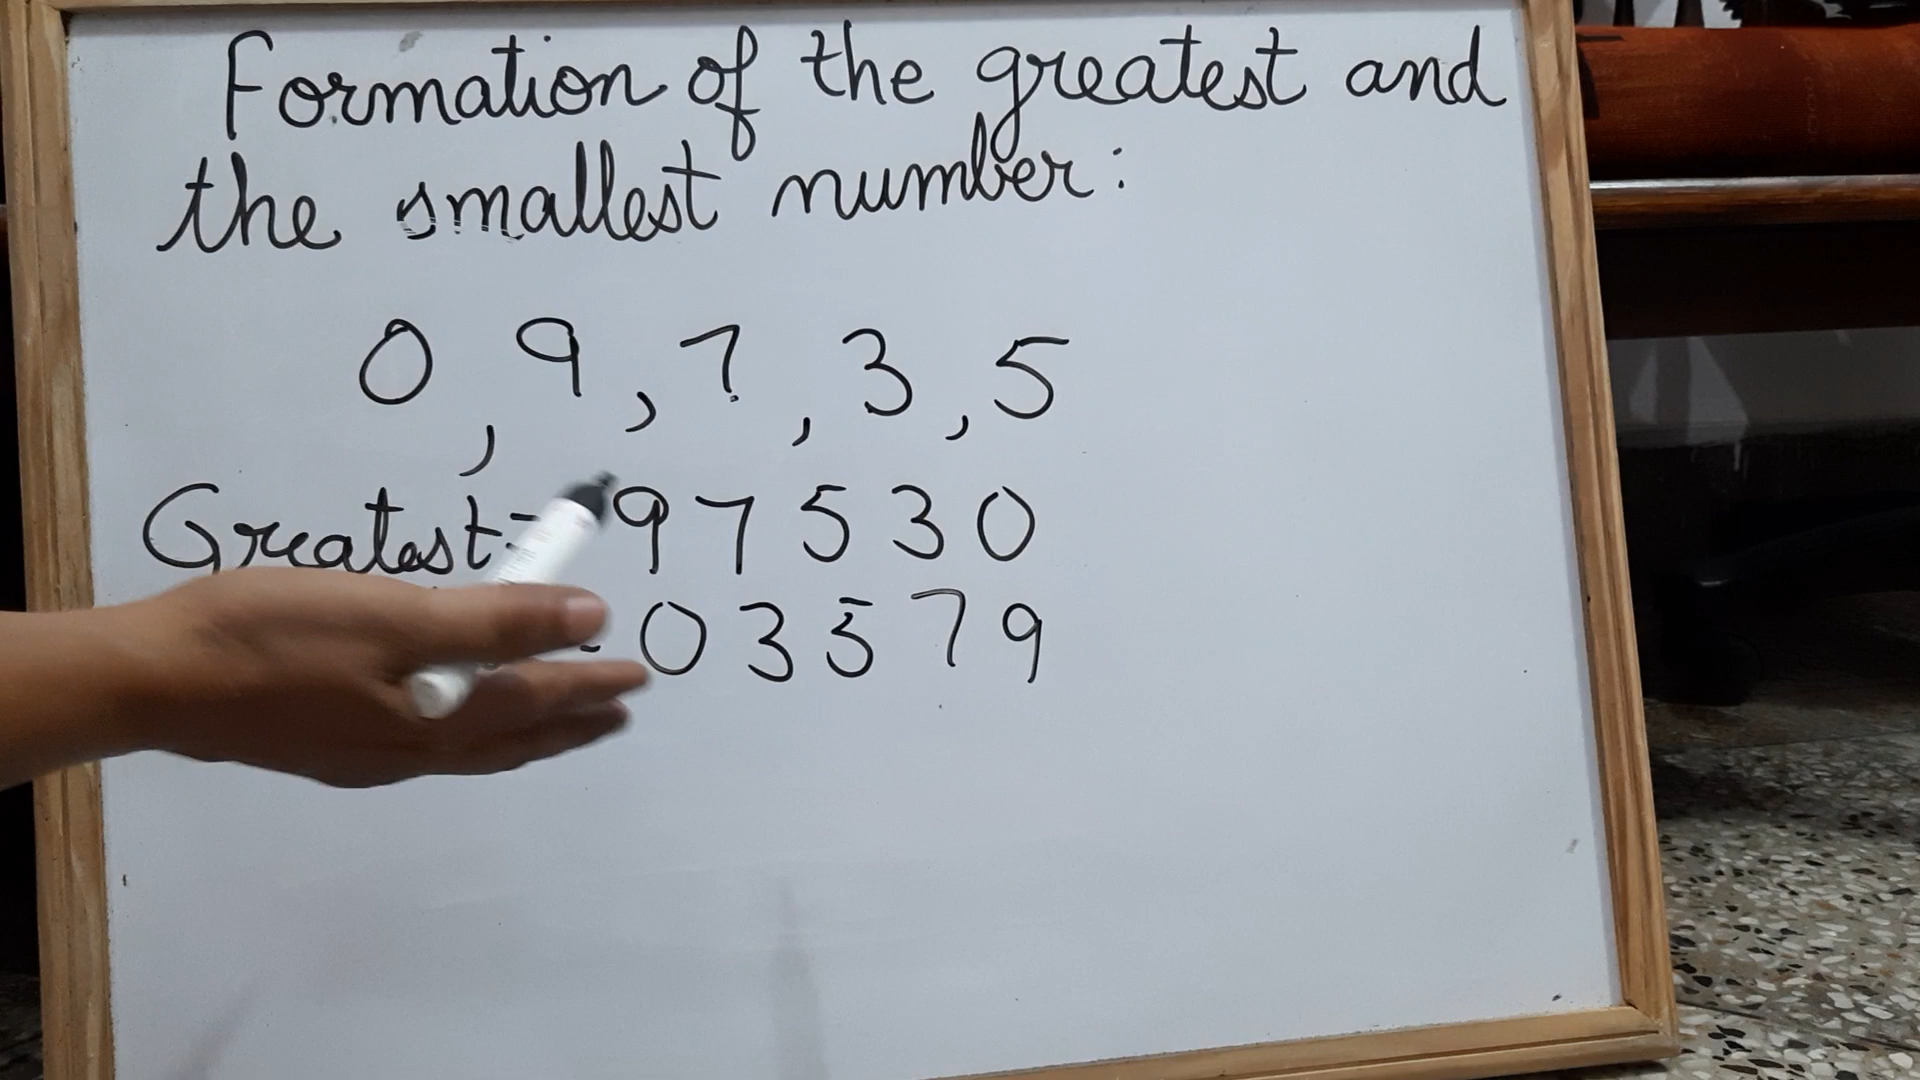 Formation of the greatest and
the smallest number:
0, 9, 7, 3, 5
Greatest- 97530
- 03579